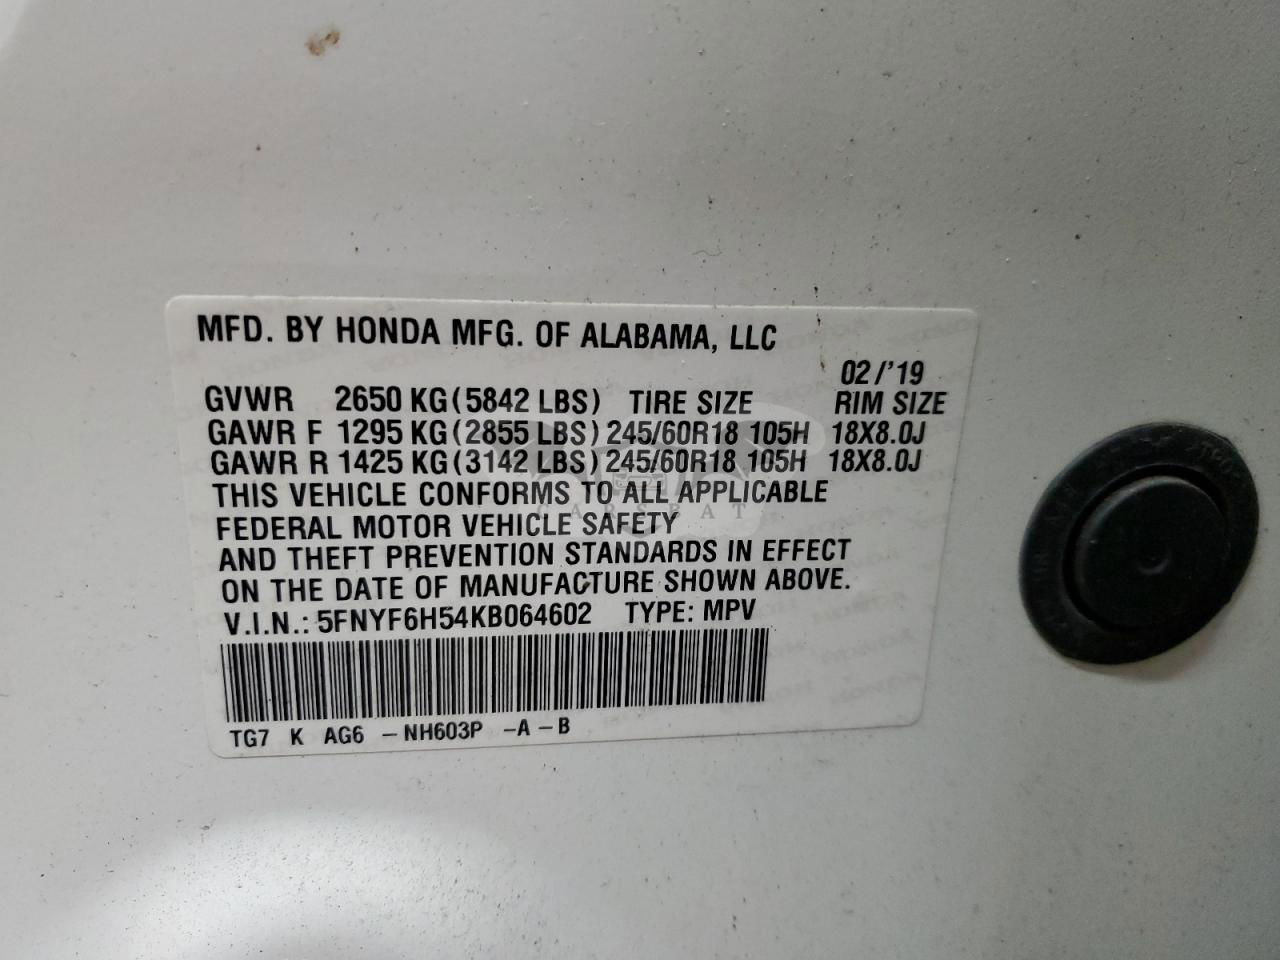 MFD. BY HONDA MFG. OF ALABAMA, LLC
02/'19
GVWR 2650 KG(5842 LBS) TIRE SIZE RIM SIZE
GAWR F 1295 KG(2855 LBS) 245/60R18 105H 18X8.0J
GAWR R 1425 KG(3142 LBS) 245/60R18 105H 18X8.0J
THIS VEHICLE CONFORMS TO ALL APPLICABLE
CARSBAT
FEDERAL MOTOR VEHICLE SAFETY
AND THEFT PREVENTION STANDARDS IN EFFECT
ON THE DATE OF MANUFACTURE SHOWN ABOVE.
V.I.N.: 5FNYF6H54KB064602 TYPE: MPV
TG7 K AG6 -NH603P -A-B